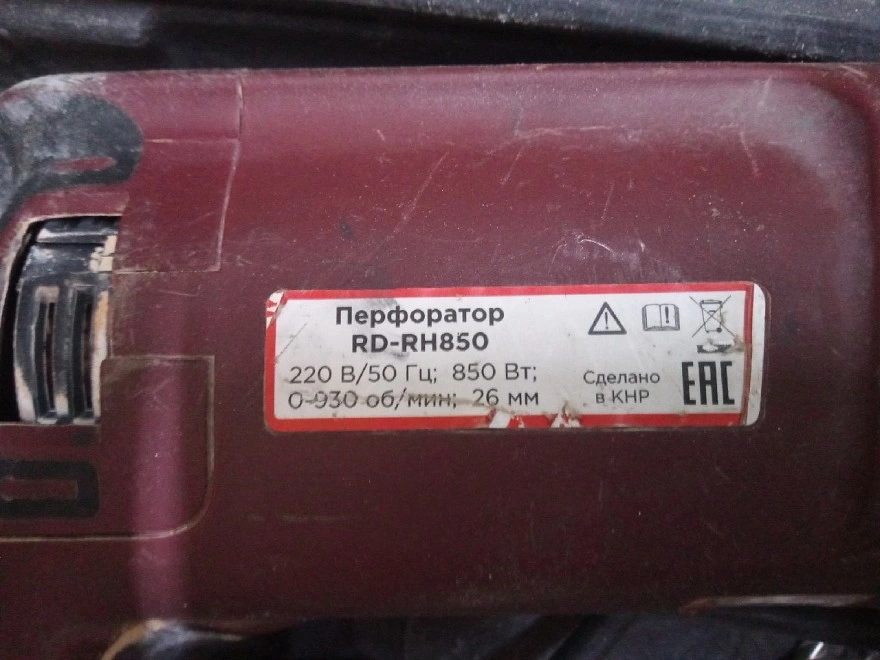 Перфоратор
RD-RH850
220 В/50 Гц; 850 Вт;
0-930 об/мин; 26 мм
Сделано
в КНР
EAC